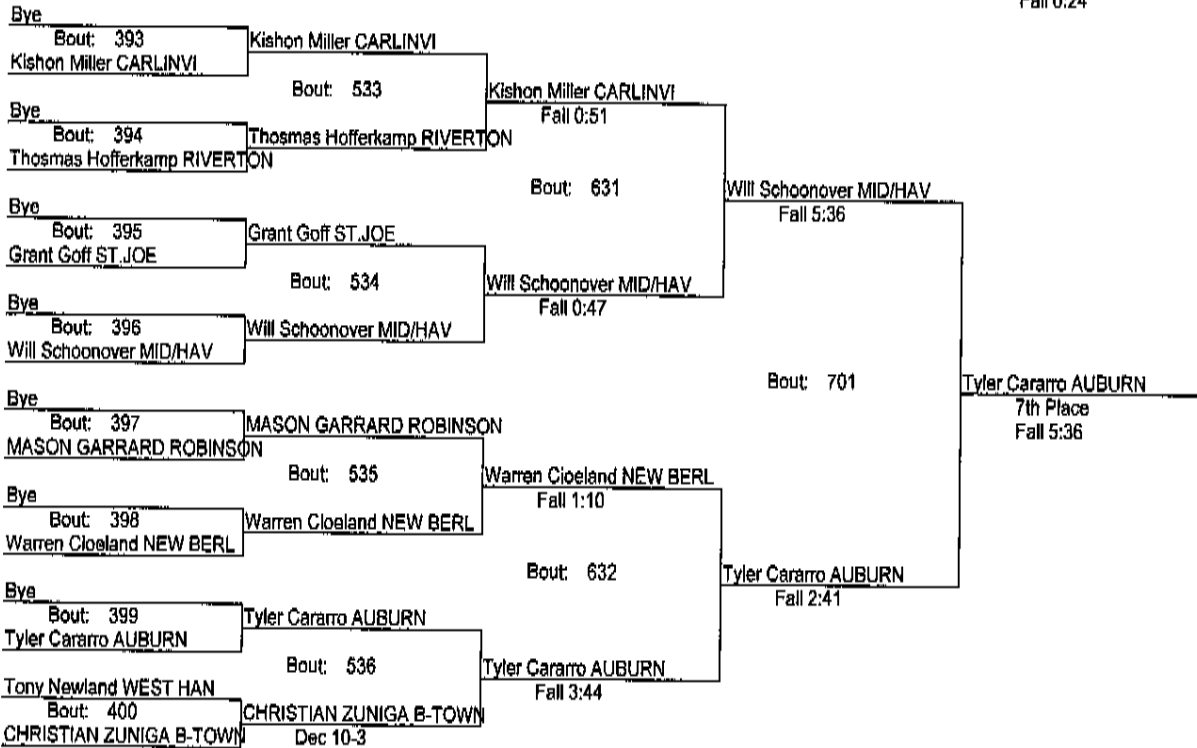 Fall 0:24
Bye
Bout: 393
Kishon Miller CARLINVI
Kishon Miller CARLINVI
Bout: 533
Kishon Miller CARLINVI
Fall 0:51
Bye
Bout: 394
Thosmas Hofferkamp RIVERTON
Thosmas Hofferkamp RIVERTON
Bout: 631
Will Schoonover MID/HAV
Fall 5:36
Bye
Bout: 395
Grant Goff ST.JOE
Grant Goff ST.JOE
Bout: 534
Will Schoonover MID/HAV
Fall 0:47
Bye
Bout: 396
Will Schoonover MID/HAV
Will Schoonover MID/HAV
Bout: 701
Tyler Cararro AUBURN
7th Place
Fall 5:36
Bye
Bout: 397
MASON GARRARD ROBINSON
MASON GARRARD ROBINSON
Bout: 535
Warren Cloeland NEW BERL
Fall 1:10
Bye
Bout: 398
Warren Cloeland NEW BERL
Warren Cloeland NEW BERL
Bout: 632
Tyler Cararro AUBURN
Fall 2:41
Bye
Bout: 399
Tyler Cararro AUBURN
Tyler Cararro AUBURN
Bout: 536
Tyler Cararro AUBURN
Fall 3:44
Tony Newland WEST HAN
Bout: 400
CHRISTIAN ZUNIGA B-TOWN
CHRISTIAN ZUNIGA B-TOWN
Dec 10-3